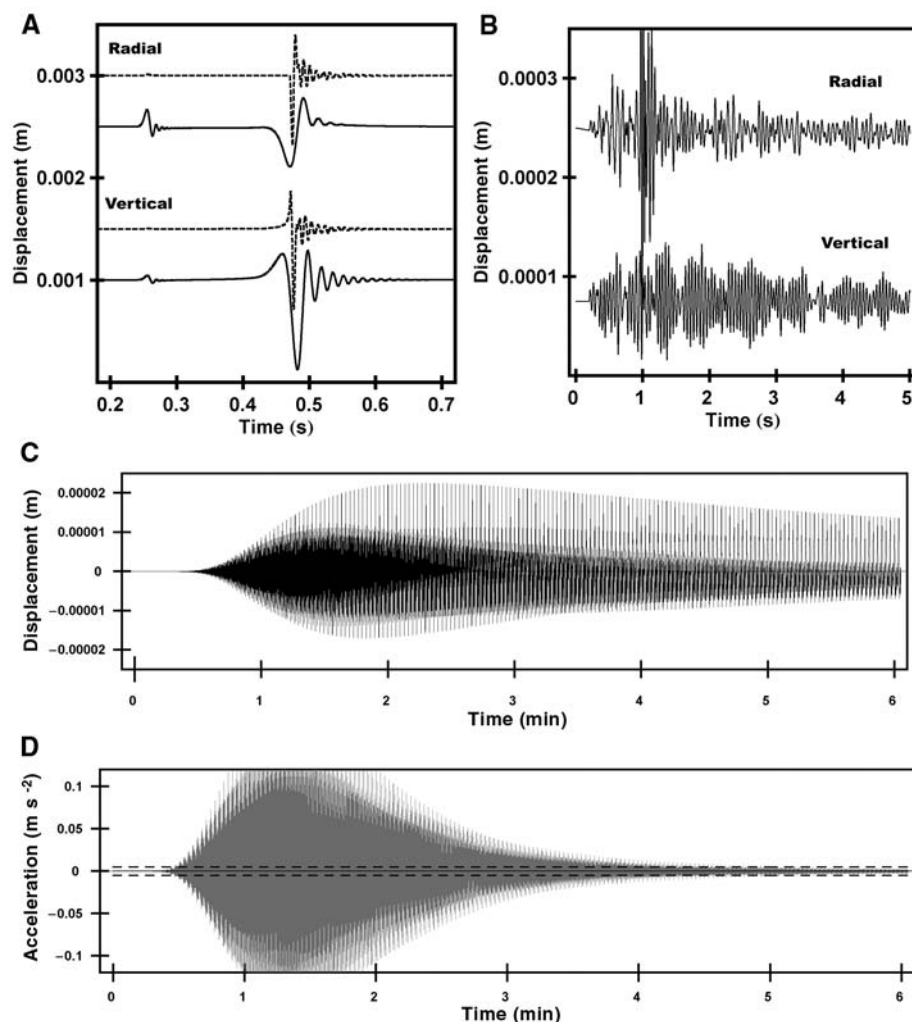 A
Radial
Vertical
Displacement (m)
0.003
0.002
0.001
0.2 0.3 0.4 0.5 0.6 0.7
Time (s)
B
Radial
Vertical
Displacement (m)
0.0003
0.0002
0.0001
0 1 2 3 4 5
Time (s)
C
Displacement (m)
0.00002
0.00001
0
−0.00001
−0.00002
0 1 2 3 4 5 6
Time (min)
D
Acceleration (m s -2)
0.1
0.05
0
−0.05
−0.1
0 1 2 3 4 5 6
Time (min)